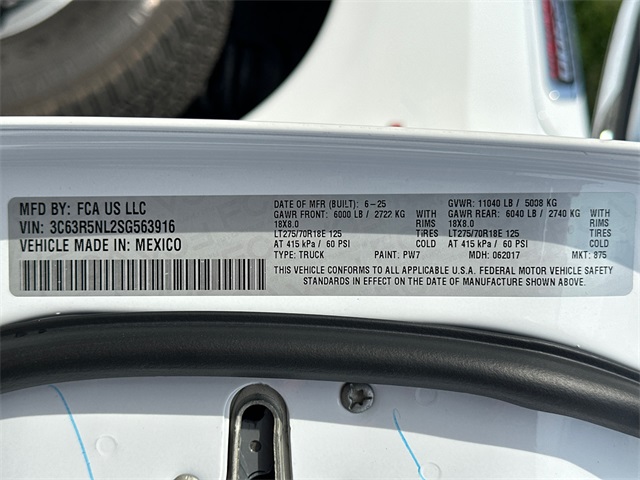 MFD BY: FCA US LLC
VIN: 3C63R5NL2SG563916
VEHICLE MADE IN: MEXICO
DATE OF MFR (BUILT): 6-25 GVWR: 11040 LB / 5008 KG
GAWR FRONT: 6000 LB / 2722 KG WITH GAWR REAR: 6040 LB / 2740 KG WITH
18X8.0 RIMS 18X8.0 RIMS
LT275/70R18E 125 TIRES LT275/70R18E 125 TIRES
AT 415 kPa / 60 PSI COLD AT 415 kPa / 60 PSI COLD
TYPE: TRUCK PAINT: PW7 MDH: 062017 MKT: 875
THIS VEHICLE CONFORMS TO ALL APPLICABLE U.S.A. FEDERAL MOTOR VEHICLE SAFETY
STANDARDS IN EFFECT ON THE DATE OF MANUFACTURE SHOWN ABOVE.